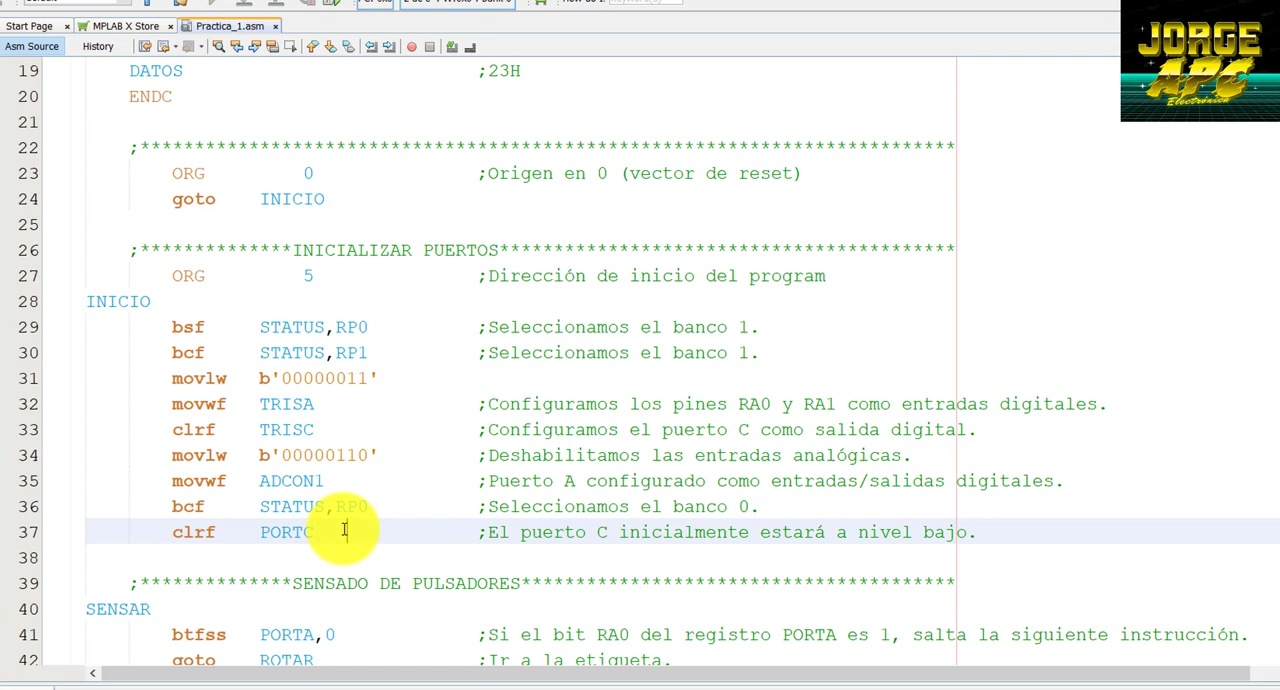 Start Page × MPLAB X Store × Practica_1.asm ×
Asm Source History
JORGE
APC
Electrónica
19 DATOS ;23H
20 ENDC
21
22 ;***************************************************************************
23 ORG 0 ;Origen en 0 (vector de reset)
24 goto INICIO
25
26 ;**************INICIALIZAR PUERTOS******************************************
27 ORG 5 ;Dirección de inicio del program
28 INICIO
29 bsf STATUS,RP0 ;Seleccionamos el banco 1.
30 bcf STATUS,RP1 ;Seleccionamos el banco 1.
31 movlw b'00000011'
32 movwf TRISA ;Configuramos los pines RA0 y RA1 como entradas digitales.
33 clrf TRISC ;Configuramos el puerto C como salida digital.
34 movlw b'00000110' ;Deshabilitamos las entradas analógicas.
35 movwf ADCON1 ;Puerto A configurado como entradas/salidas digitales.
36 bcf STATUS,RP0 ;Seleccionamos el banco 0.
37 clrf PORTC ;El puerto C inicialmente estará a nivel bajo.
38
39 ;**************SENSADO DE PULSADORES****************************************
40 SENSAR
41 btfss PORTA,0 ;Si el bit RA0 del registro PORTA es 1, salta la siguiente instrucción.
42 goto ROTAR ;Ir a la etiqueta.